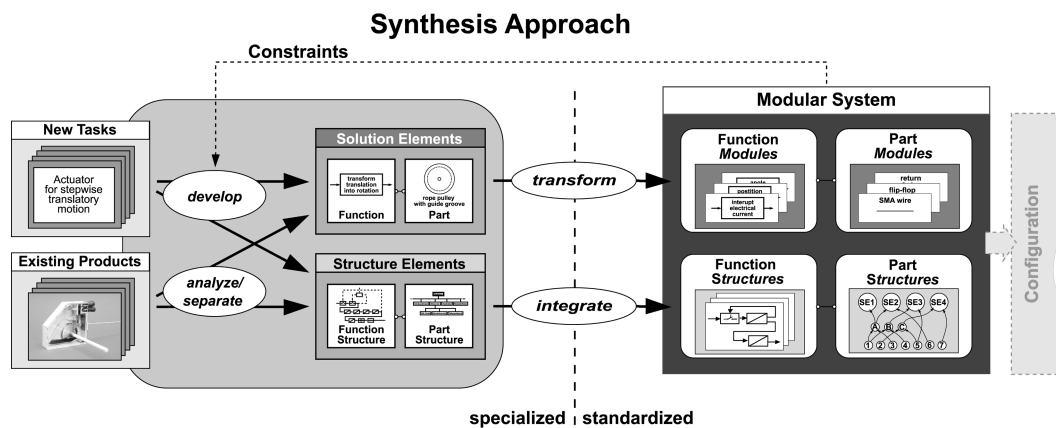 Synthesis Approach
Constraints
New Tasks
Actuator
for stepwise
translatory
motion
develop
Existing Products
analyze/
separate
Solution Elements
transform
translation
into rotation
Function
rope pulley
with guide groove
Part
Structure Elements
Function
Structure
Part
Structure
transform
integrate
specialized
standardized
Modular System
Function
Modules
angle
postition
interupt
electrical
current
Part
Modules
return
flip-flop
SMA wire
Function
Structures
Part
Structures
SE1 SE2 SE3 SE4
A B C
1 2 3 4 5 6 7
Configuration